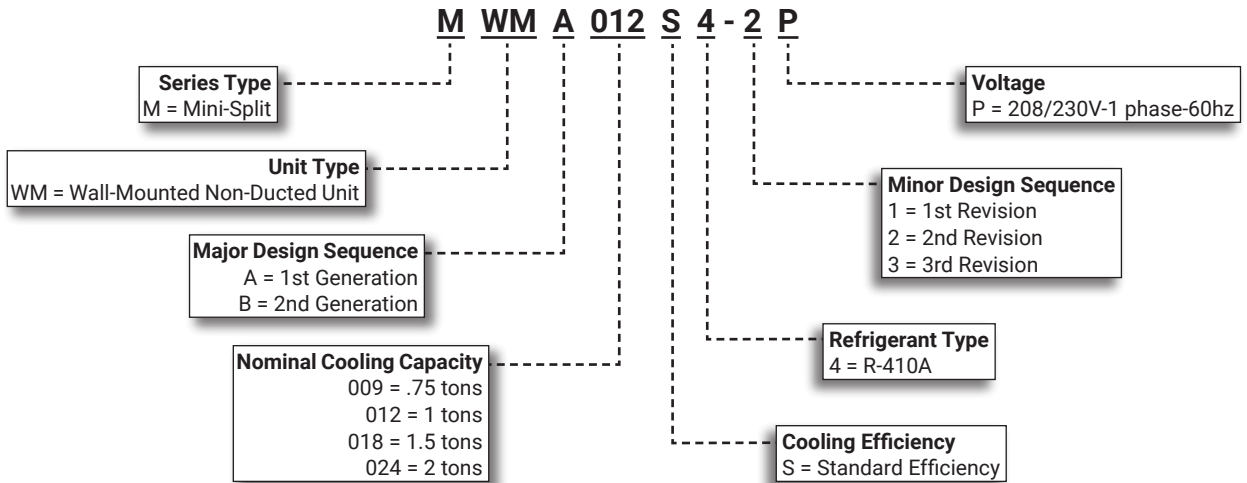 M WM A 012 S 4 - 2 P
Series Type
M = Mini-Split
Voltage
P = 208/230V-1 phase-60hz
Unit Type
WM = Wall-Mounted Non-Ducted Unit
Minor Design Sequence
1 = 1st Revision
2 = 2nd Revision
3 = 3rd Revision
Major Design Sequence
A = 1st Generation
B = 2nd Generation
Refrigerant Type
4 = R-410A
Nominal Cooling Capacity
009 = .75 tons
012 = 1 tons
018 = 1.5 tons
024 = 2 tons
Cooling Efficiency
S = Standard Efficiency